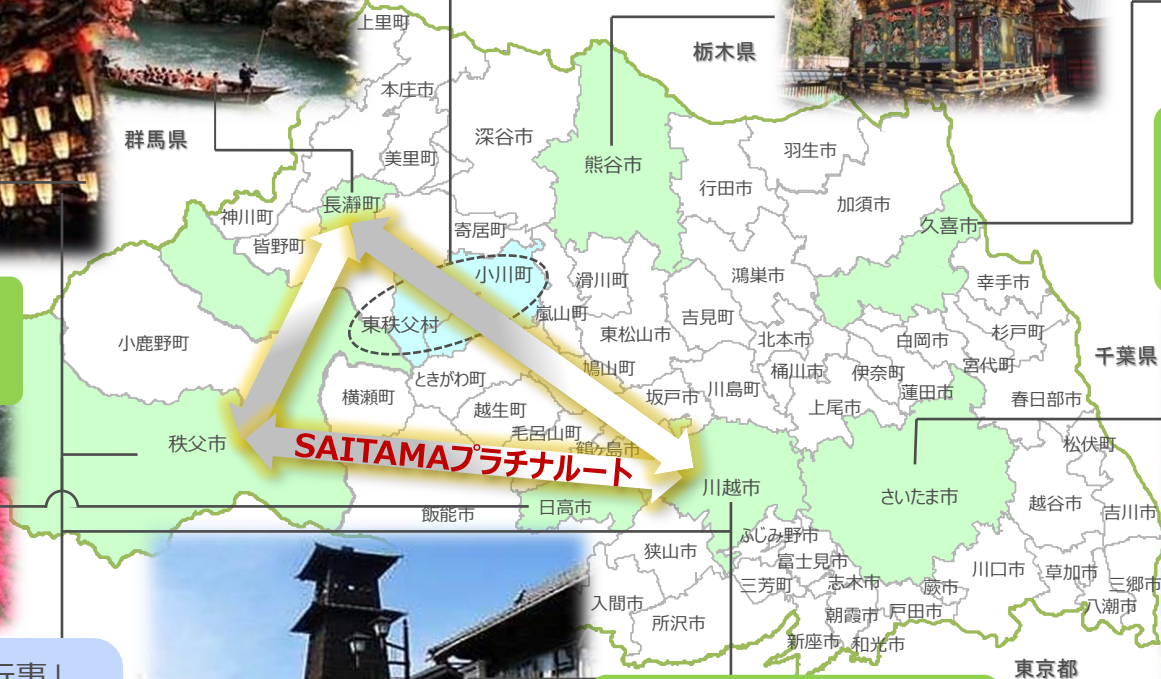 上里町
栃木県
本庄市
群馬県
深谷市
美里町
熊谷市
羽生市
行田市
長瀞町
加須市
神川町
久喜市
寄居町
皆野町
小川町
滑川町
鴻巣市
幸手市
嵐山町
吉見町
東秩父村
東松山市
杉戸町
北本市
白岡市
小鹿野町
千葉県
鳩山町
宮代町
桶川市
伊奈町
ときがわ町
横瀬町
坂戸市
川島町
蓮田市
春日部市
越生町
上尾市
毛呂山町
秩父市
鶴ヶ島市
松伏町
SAITAMAプラチナルート
川越市
さいたま市
日高市
越谷市
飯能市
吉川市
ふじみ野市
狭山市
富士見市
川口市
草加市
三芳町
志木市
蕨市
三郷市
入間市
八潮市
朝霞市
戸田市
所沢市
新座市
和光市
東京都
行事」